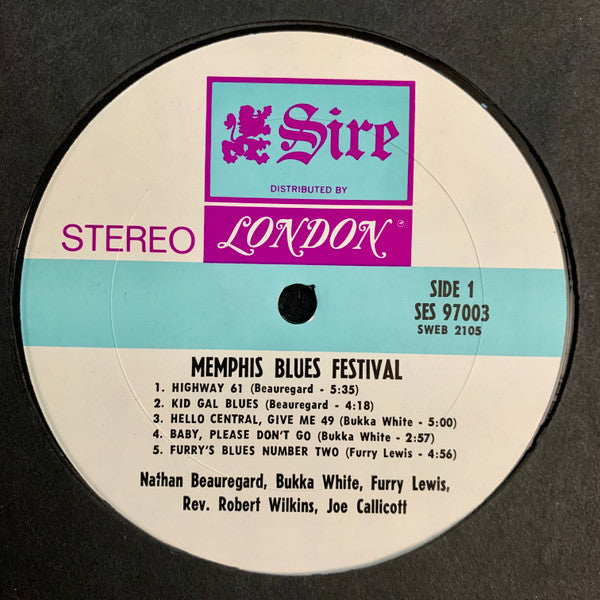 Sire
DISTRIBUTED BY
STEREO
LONDON
SIDE 1
SES 97003
SWEB 2105
MEMPHIS BLUES FESTIVAL
1. HIGHWAY 61 (Beauregard - 5:35)
2. KID GAL BLUES (Beauregard - 4:18)
3. HELLO CENTRAL, GIVE ME 49 (Bukka White - 5:00)
4. BABY, PLEASE DON'T GO (Bukka White - 2:57)
5. FURRY'S BLUES NUMBER TWO (Furry Lewis - 4:56)
Nathan Beauregard, Bukka White, Furry Lewis,
Rev. Robert Wilkins, Joe Callicott